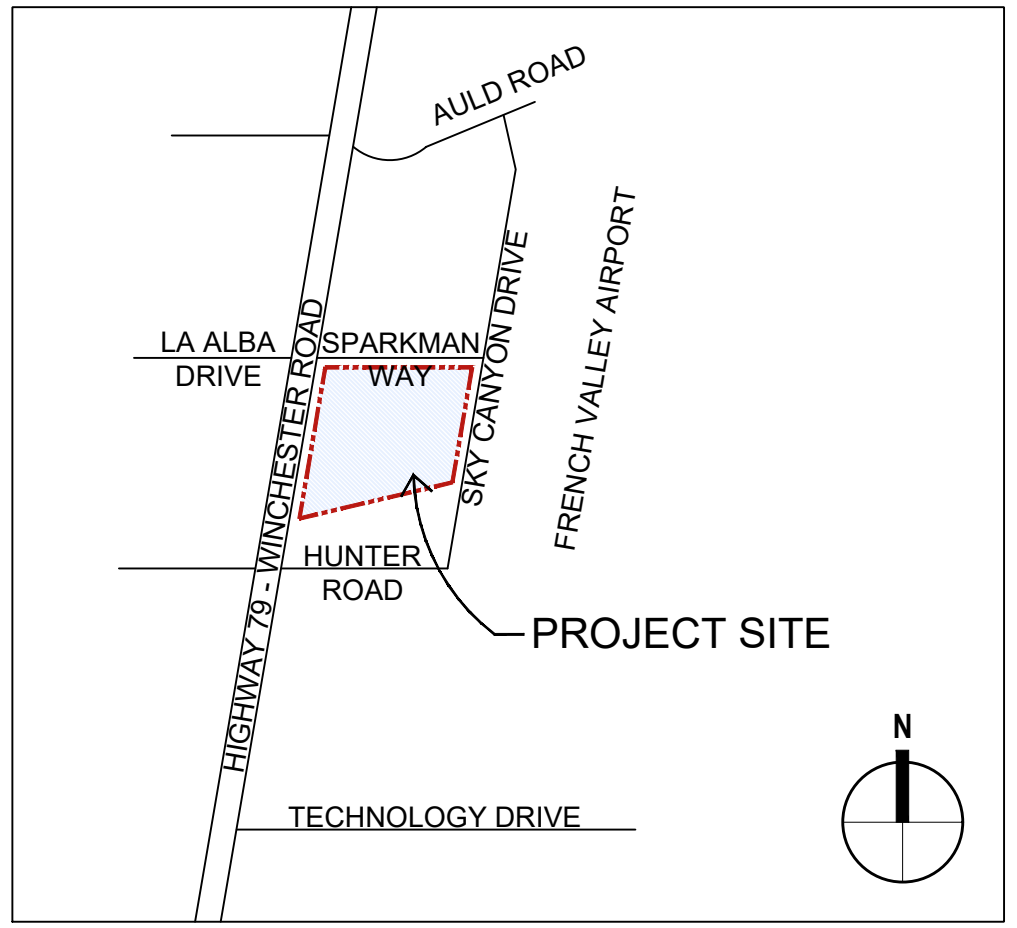 AULD ROAD
FRENCH VALLEY AIRPORT
SKY CANYON DRIVE
LA ALBA
DRIVE
SPARKMAN
WAY
HIGHWAY 79 - WINCHESTER ROAD
HUNTER
ROAD
PROJECT SITE
N
TECHNOLOGY DRIVE